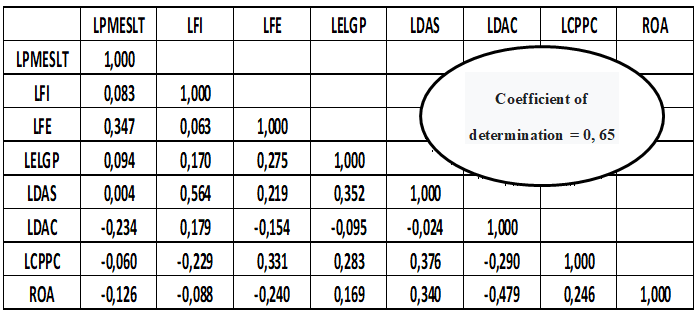 LPMESLT LFI LFE LELGP LDAS LDAC LCPPC ROA
LPMESLT 1,000
LFI 0,083 1,000
LFE 0,347 0,063 1,000
LELGP 0,094 0,170 0,275 1,000
LDAS 0,004 0,564 0,219 0,352 1,000
LDAC -0,234 0,179 -0,154 -0,095 -0,024 1,000
LCPPC -0,060 -0,229 0,331 0,283 0,376 -0,290 1,000
ROA -0,126 -0,088 -0,240 0,169 0,340 -0,479 0,246 1,000
Coefficient of
determination = 0, 65